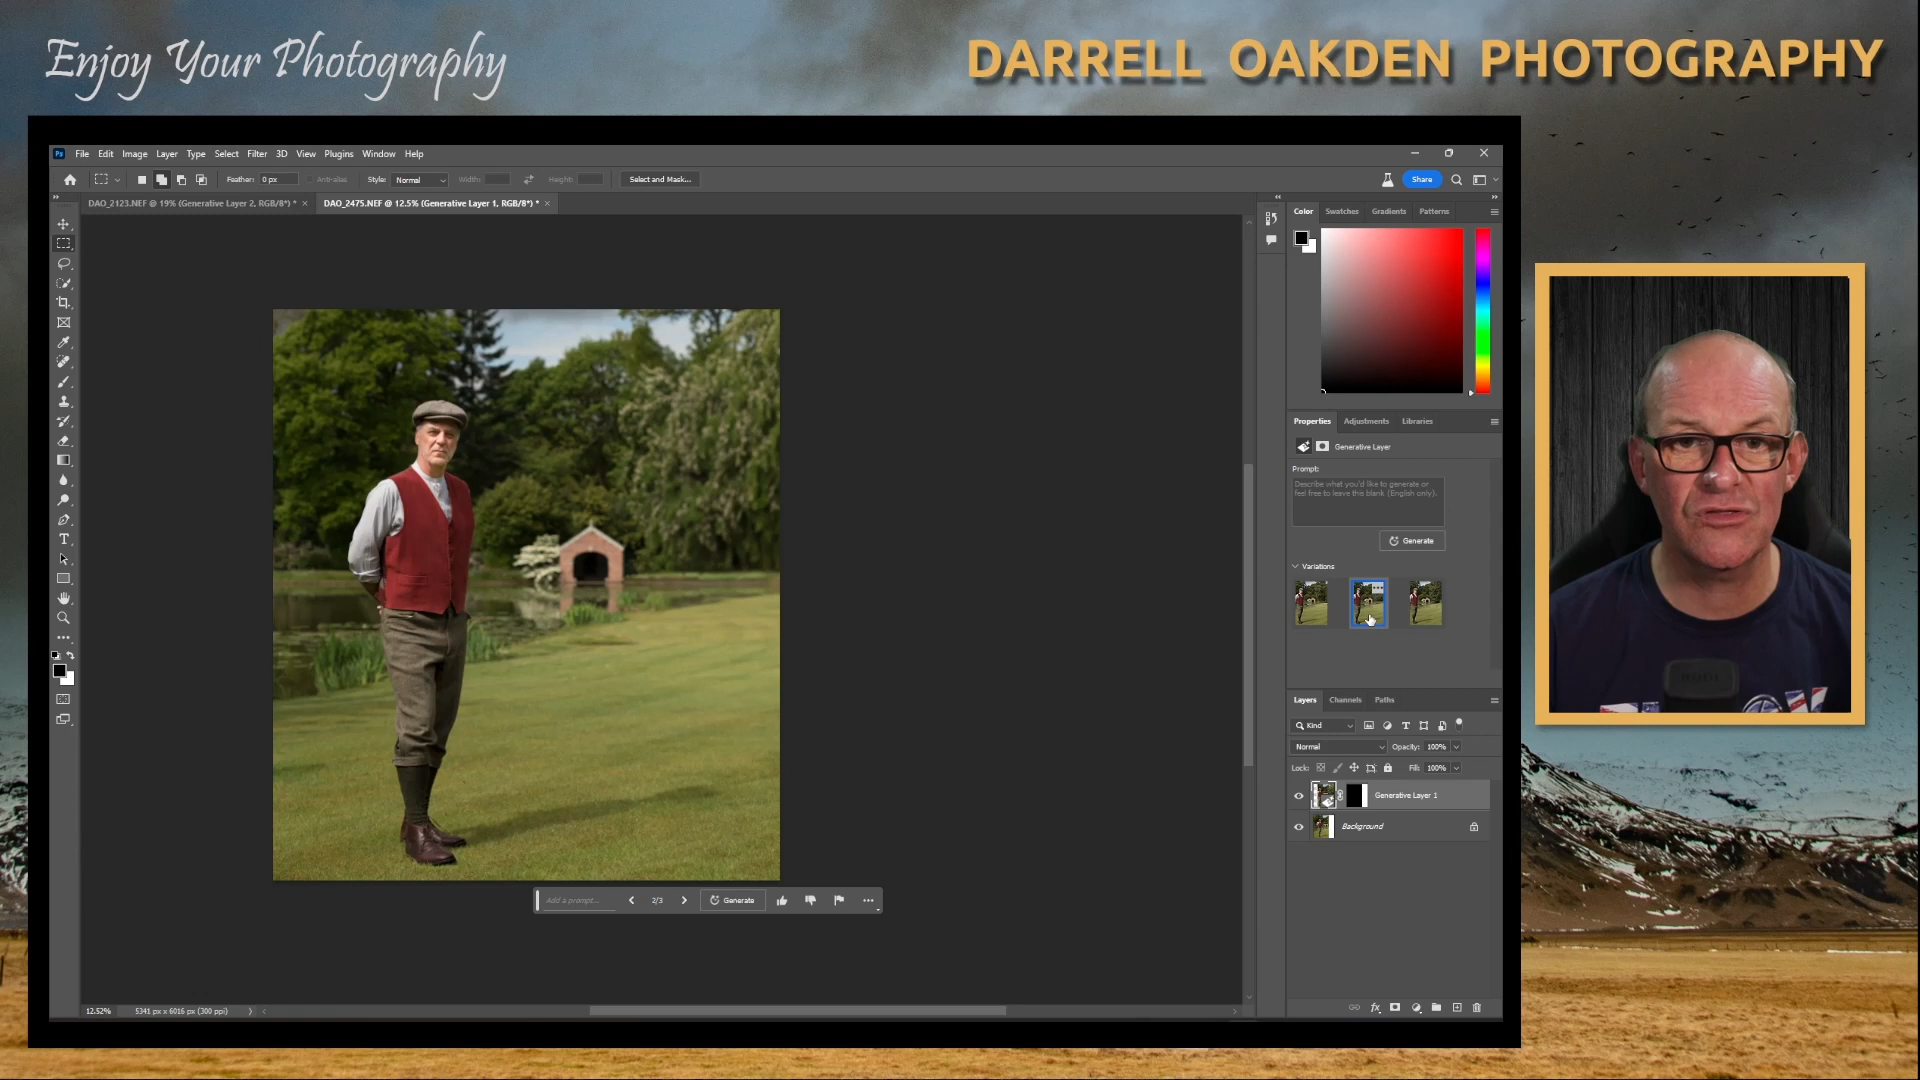 Enjoy Your Photography
DARRELL OAKDEN PHOTOGRAPHY
Ps File Edit Image Layer Type Select Filter 3D View Plugins Window Help
Feather: 0 px Anti-alias Style: Normal Width: Height: Select and Mask... Share
DAO_2123.NEF @ 19% (Generative Layer 2, RGB/8*) * × DAO_2475.NEF @ 12.5% (Generative Layer 1, RGB/8*) * ×
Color Swatches Gradients Patterns
Properties Adjustments Libraries
Generative Layer
Prompt:
Describe what you'd like to generate or
feel free to leave this blank (English only).
Generate
Variations
Layers Channels Paths
Kind
Normal Opacity: 100%
Lock: Fill: 100%
Generative Layer 1
Background
Add a prompt... 2/3 Generate
12.52% 5341 px x 6016 px (300 ppi)